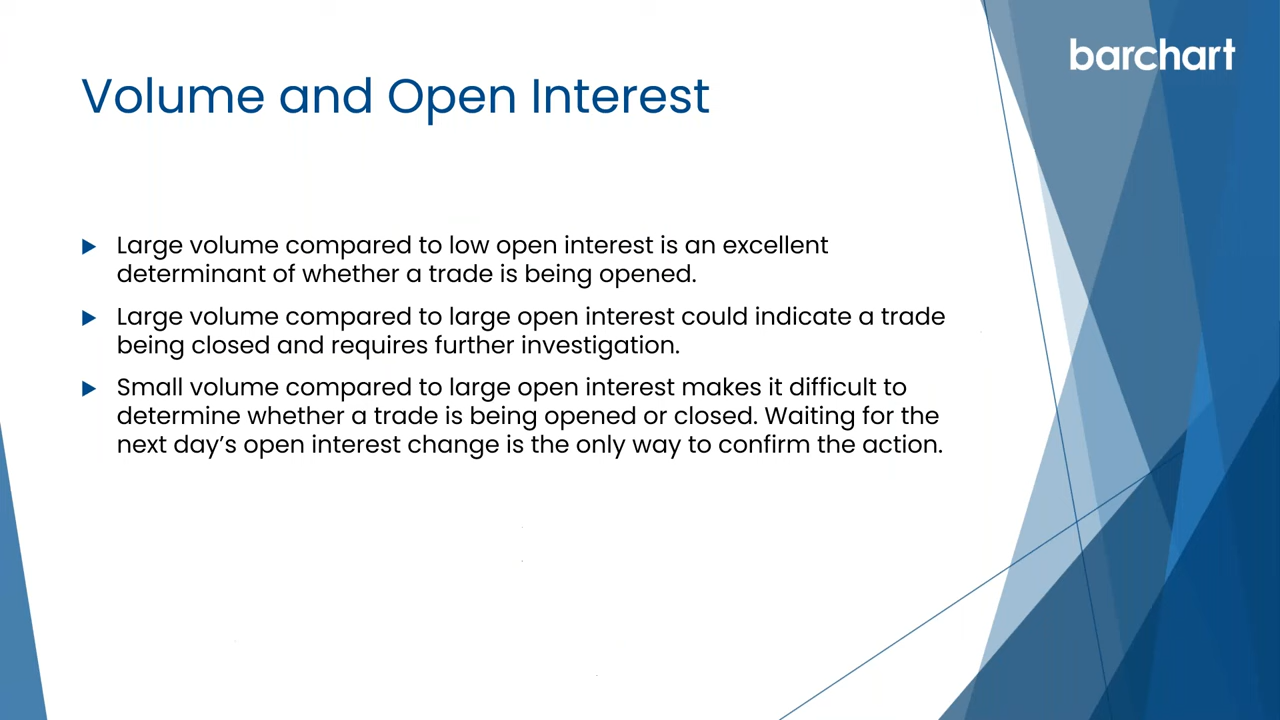 barchart
Volume and Open Interest
Large volume compared to low open interest is an excellent
determinant of whether a trade is being opened.
Large volume compared to large open interest could indicate a trade
being closed and requires further investigation.
Small volume compared to large open interest makes it difficult to
determine whether a trade is being opened or closed. Waiting for the
next day’s open interest change is the only way to confirm the action.